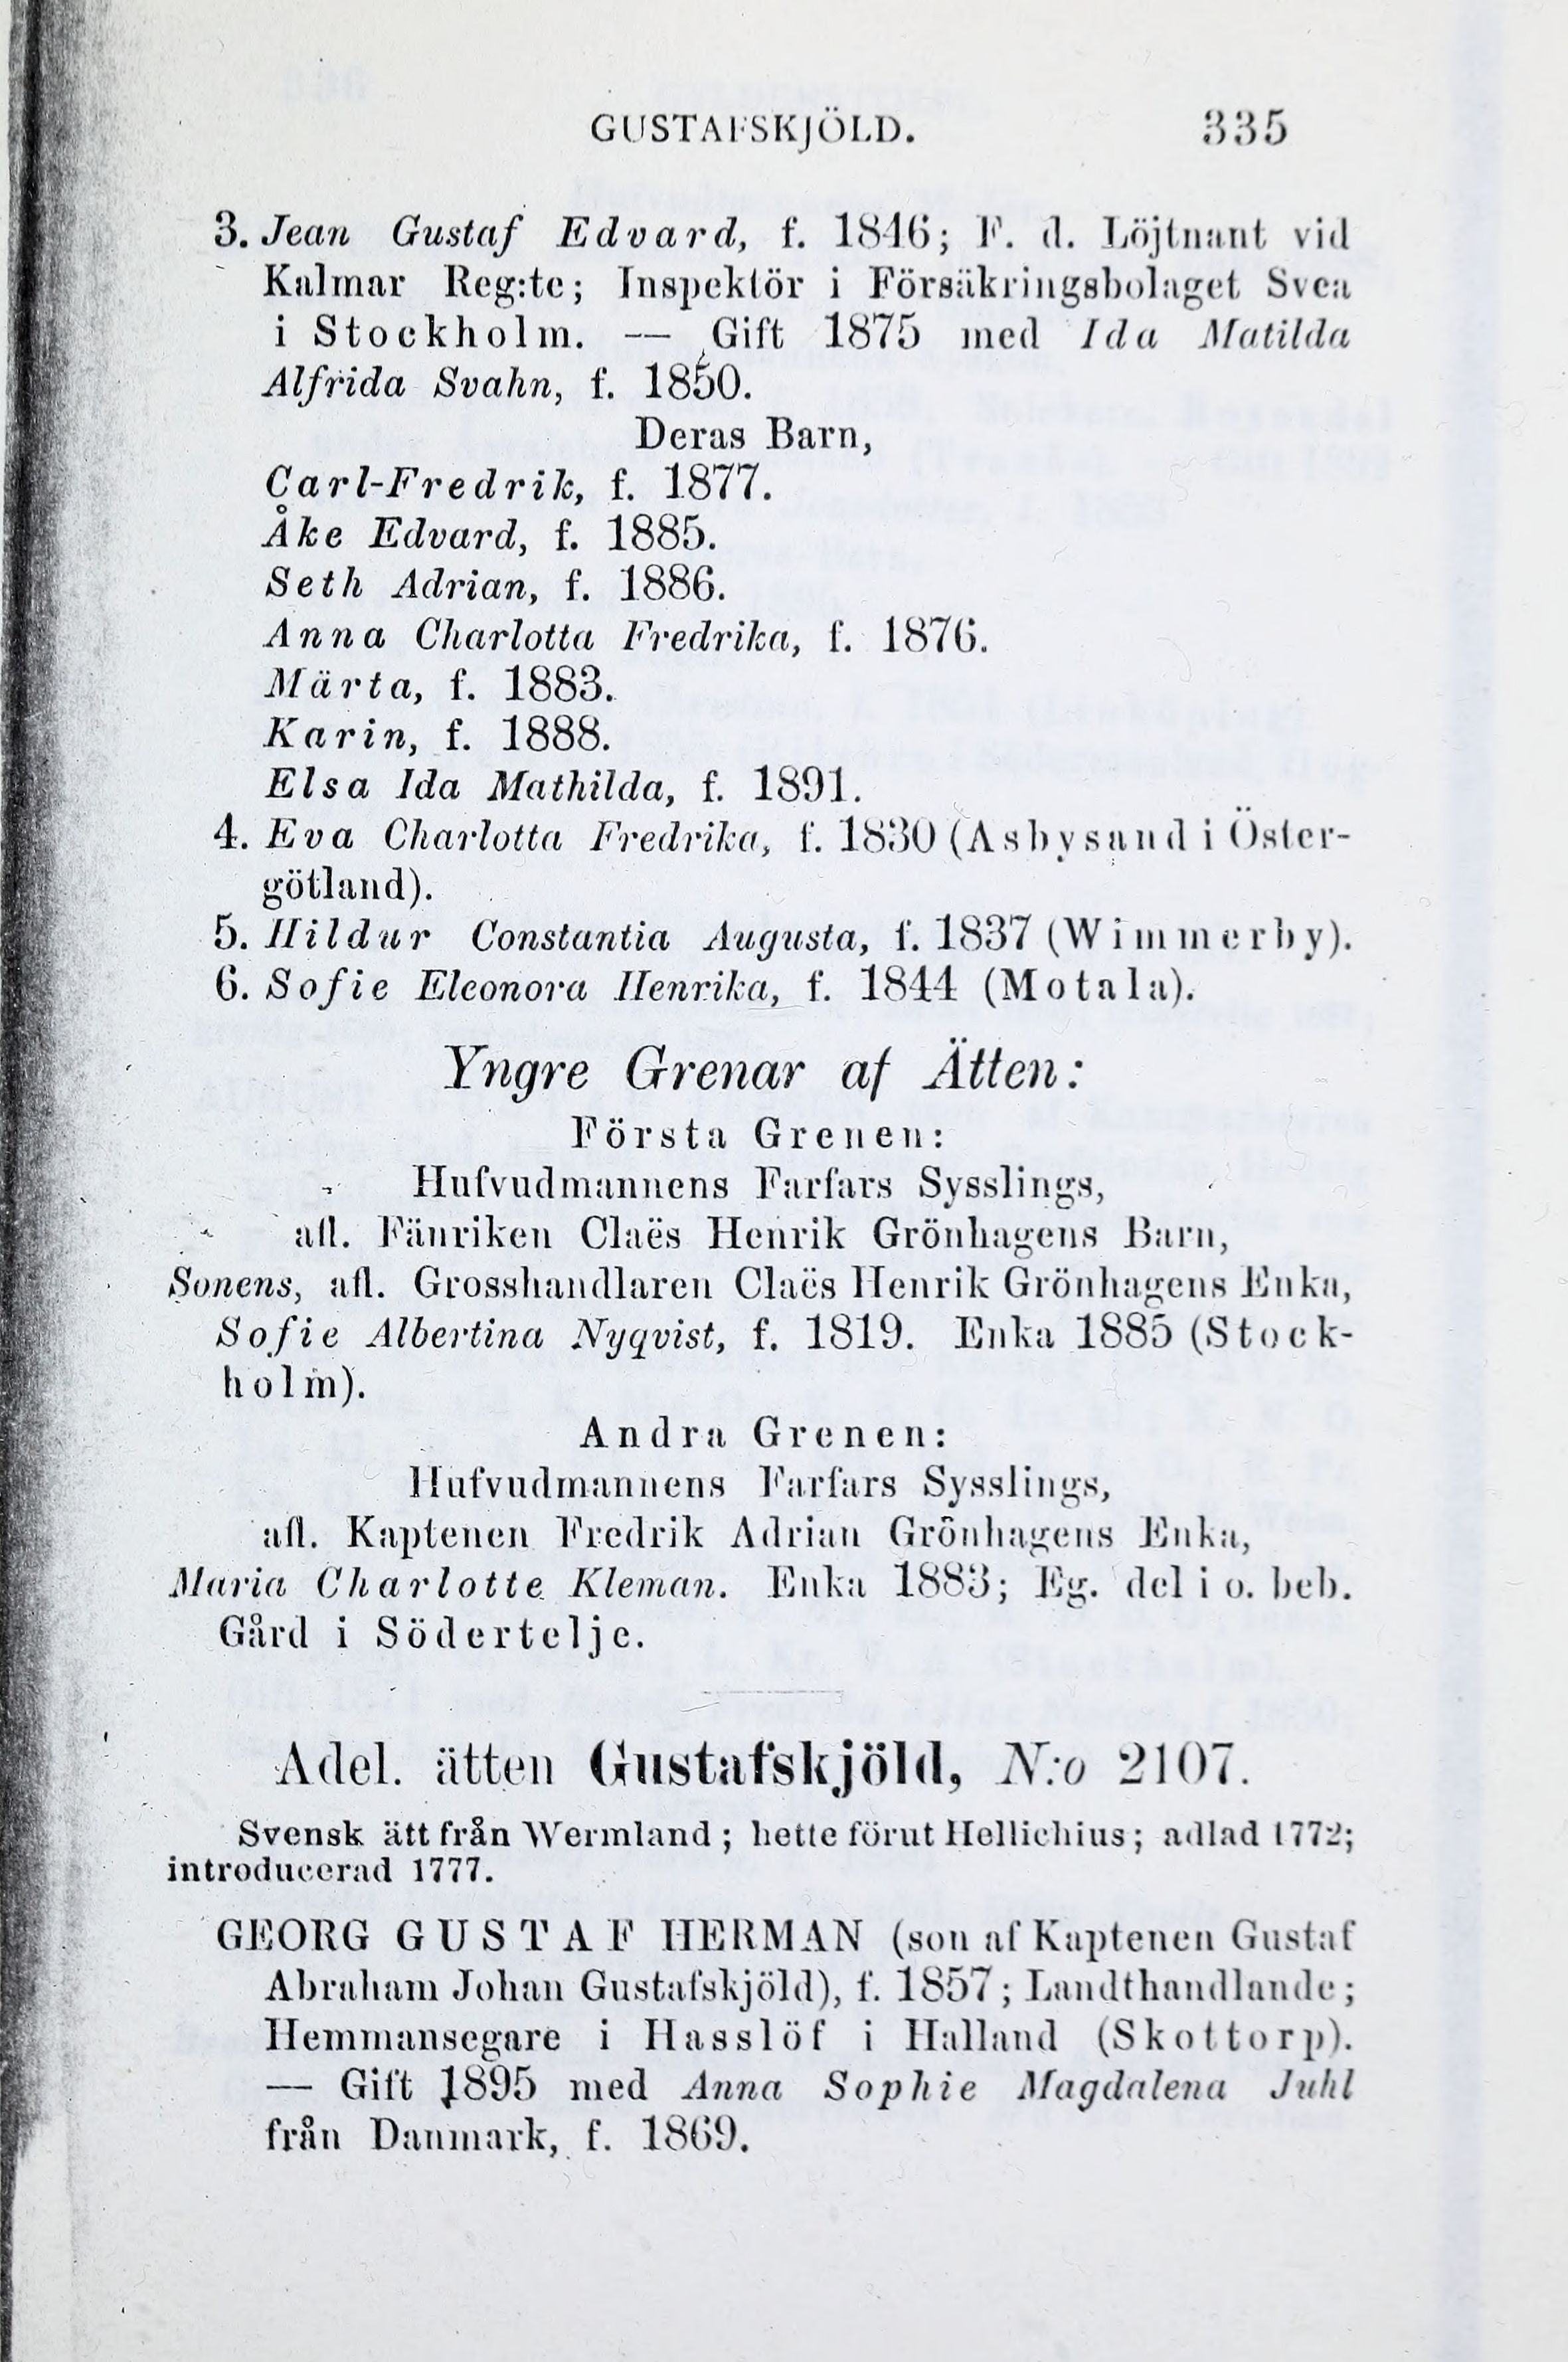 GUSTAFSKJÖLD. 335
3. Jean Gustaf Edvard, f. 1846; F. d. Löjtnant vid
Kalmar Reg:te; Inspektör i Försäkringsbolaget Svea
i Stockholm. — Gift 1875 med Ida Matilda
Alfrida Svahn, f. 1850.
Deras Barn,
Carl-Fredrik, f. 1877.
Åke Edvard, f. 1885.
Seth Adrian, f. 1886.
Anna Charlotta Fredrika, f. 1876.
Märta, f. 1883.
Karin, f. 1888.
Elsa Ida Mathilda, f. 1891.
4. Eva Charlotta Fredrika, f. 1830 (Asbysand i Öster-
götland).
5. Hildur Constantia Augusta, f. 1837 (Wimmerby).
6. Sofie Eleonora Henrika, f. 1844 (Motala).
Yngre Grenar af Ätten:
Första Grenen:
Hufvudmannens Farfars Sysslings,
afl. Fänriken Claës Henrik Grönhagens Barn,
Sonens, afl. Grosshandlaren Claës Henrik Grönhagens Enka,
Sofie Albertina Nyqvist, f. 1819. Enka 1885 (Stock-
holm).
Andra Grenen:
Hufvudmannens Farfars Sysslings,
afl. Kaptenen Fredrik Adrian Grönhagens Enka,
Maria Charlotte Kleman. Enka 1883; Eg. del i o. beb.
Gård i Södertelje.
Adel. ätten Gustafskjöld, N:o 2107.
Svensk ätt från Wermland; hette förut Hellichius; adlad 1772;
introducerad 1777.
GEORG GUSTAF HERMAN (son af Kaptenen Gustaf
Abraham Johan Gustafskjöld), f. 1857; Landthandlande;
Hemmansegare i Hasslöf i Halland (Skottorp).
— Gift 1895 med Anna Sophie Magdalena Juhl
från Danmark, f. 1869.